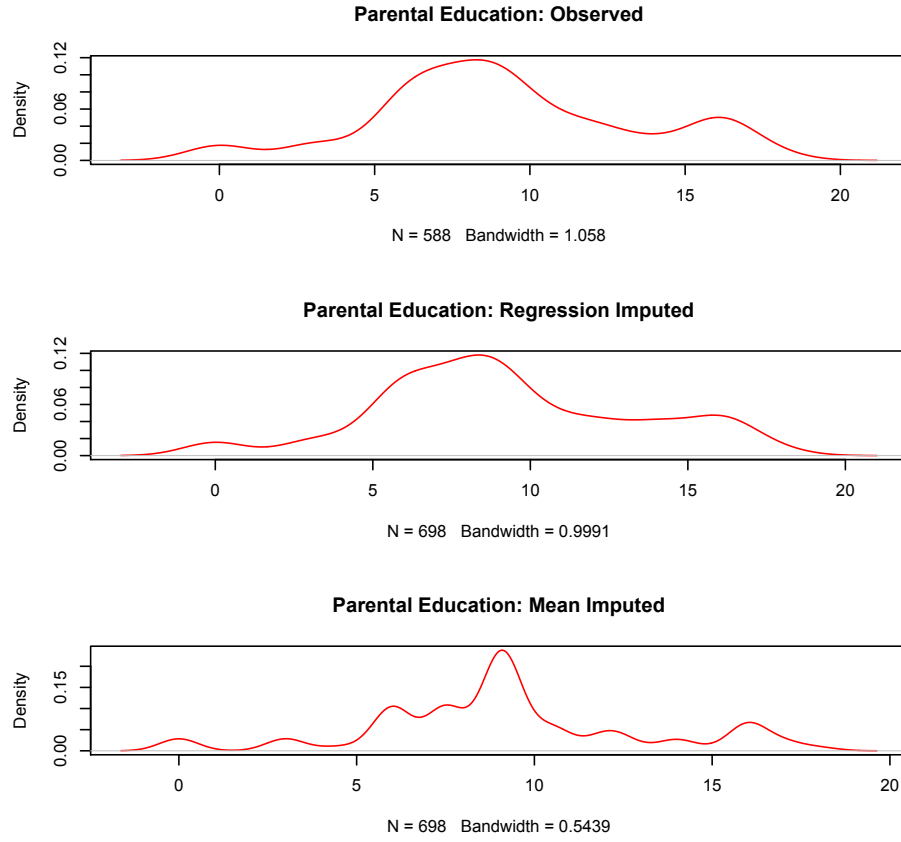 Parental Education: Observed
Density
0.00 0.06 0.12
0 5 10 15 20
N = 588 Bandwidth = 1.058
Parental Education: Regression Imputed
Density
0.00 0.06 0.12
0 5 10 15 20
N = 698 Bandwidth = 0.9991
Parental Education: Mean Imputed
Density
0.00 0.15
0 5 10 15 20
N = 698 Bandwidth = 0.5439